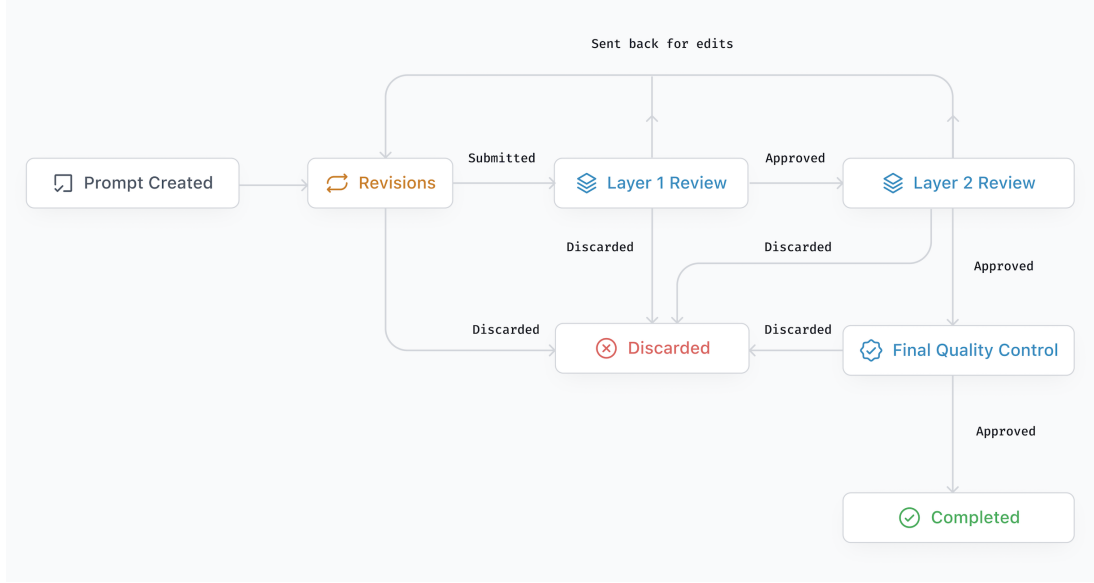 Sent back for edits
Prompt Created
Revisions
Submitted
Layer 1 Review
Approved
Layer 2 Review
Discarded
Discarded
Approved
Discarded
Discarded
Discarded
Final Quality Control
Approved
Completed